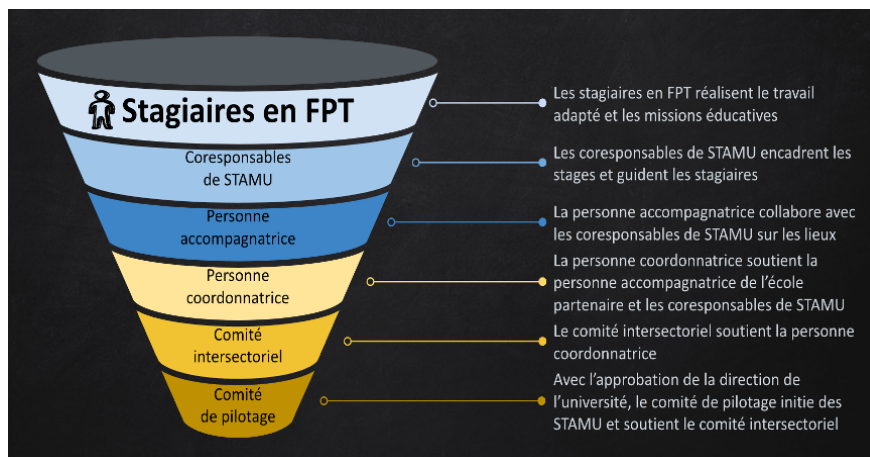 Stagiaires en FPT
Les stagiaires en FPT réalisent le travail
adapté et les missions éducatives
Coresponsables
de STAMU
Les coresponsables de STAMU encadrent les
stages et guident les stagiaires
Personne
accompagnatrice
La personne accompagnatrice collabore avec
les coresponsables de STAMU sur les lieux
Personne
coordonnatrice
La personne coordonnatrice soutient la
personne accompagnatrice de l'école
partenaire et les coresponsables de STAMU
Comité
intersectoriel
Le comité intersectoriel soutient la personne
coordonnatrice
Comité
de pilotage
Avec l'approbation de la direction de
l'université, le comité de pilotage initie des
STAMU et soutient le comité intersectoriel